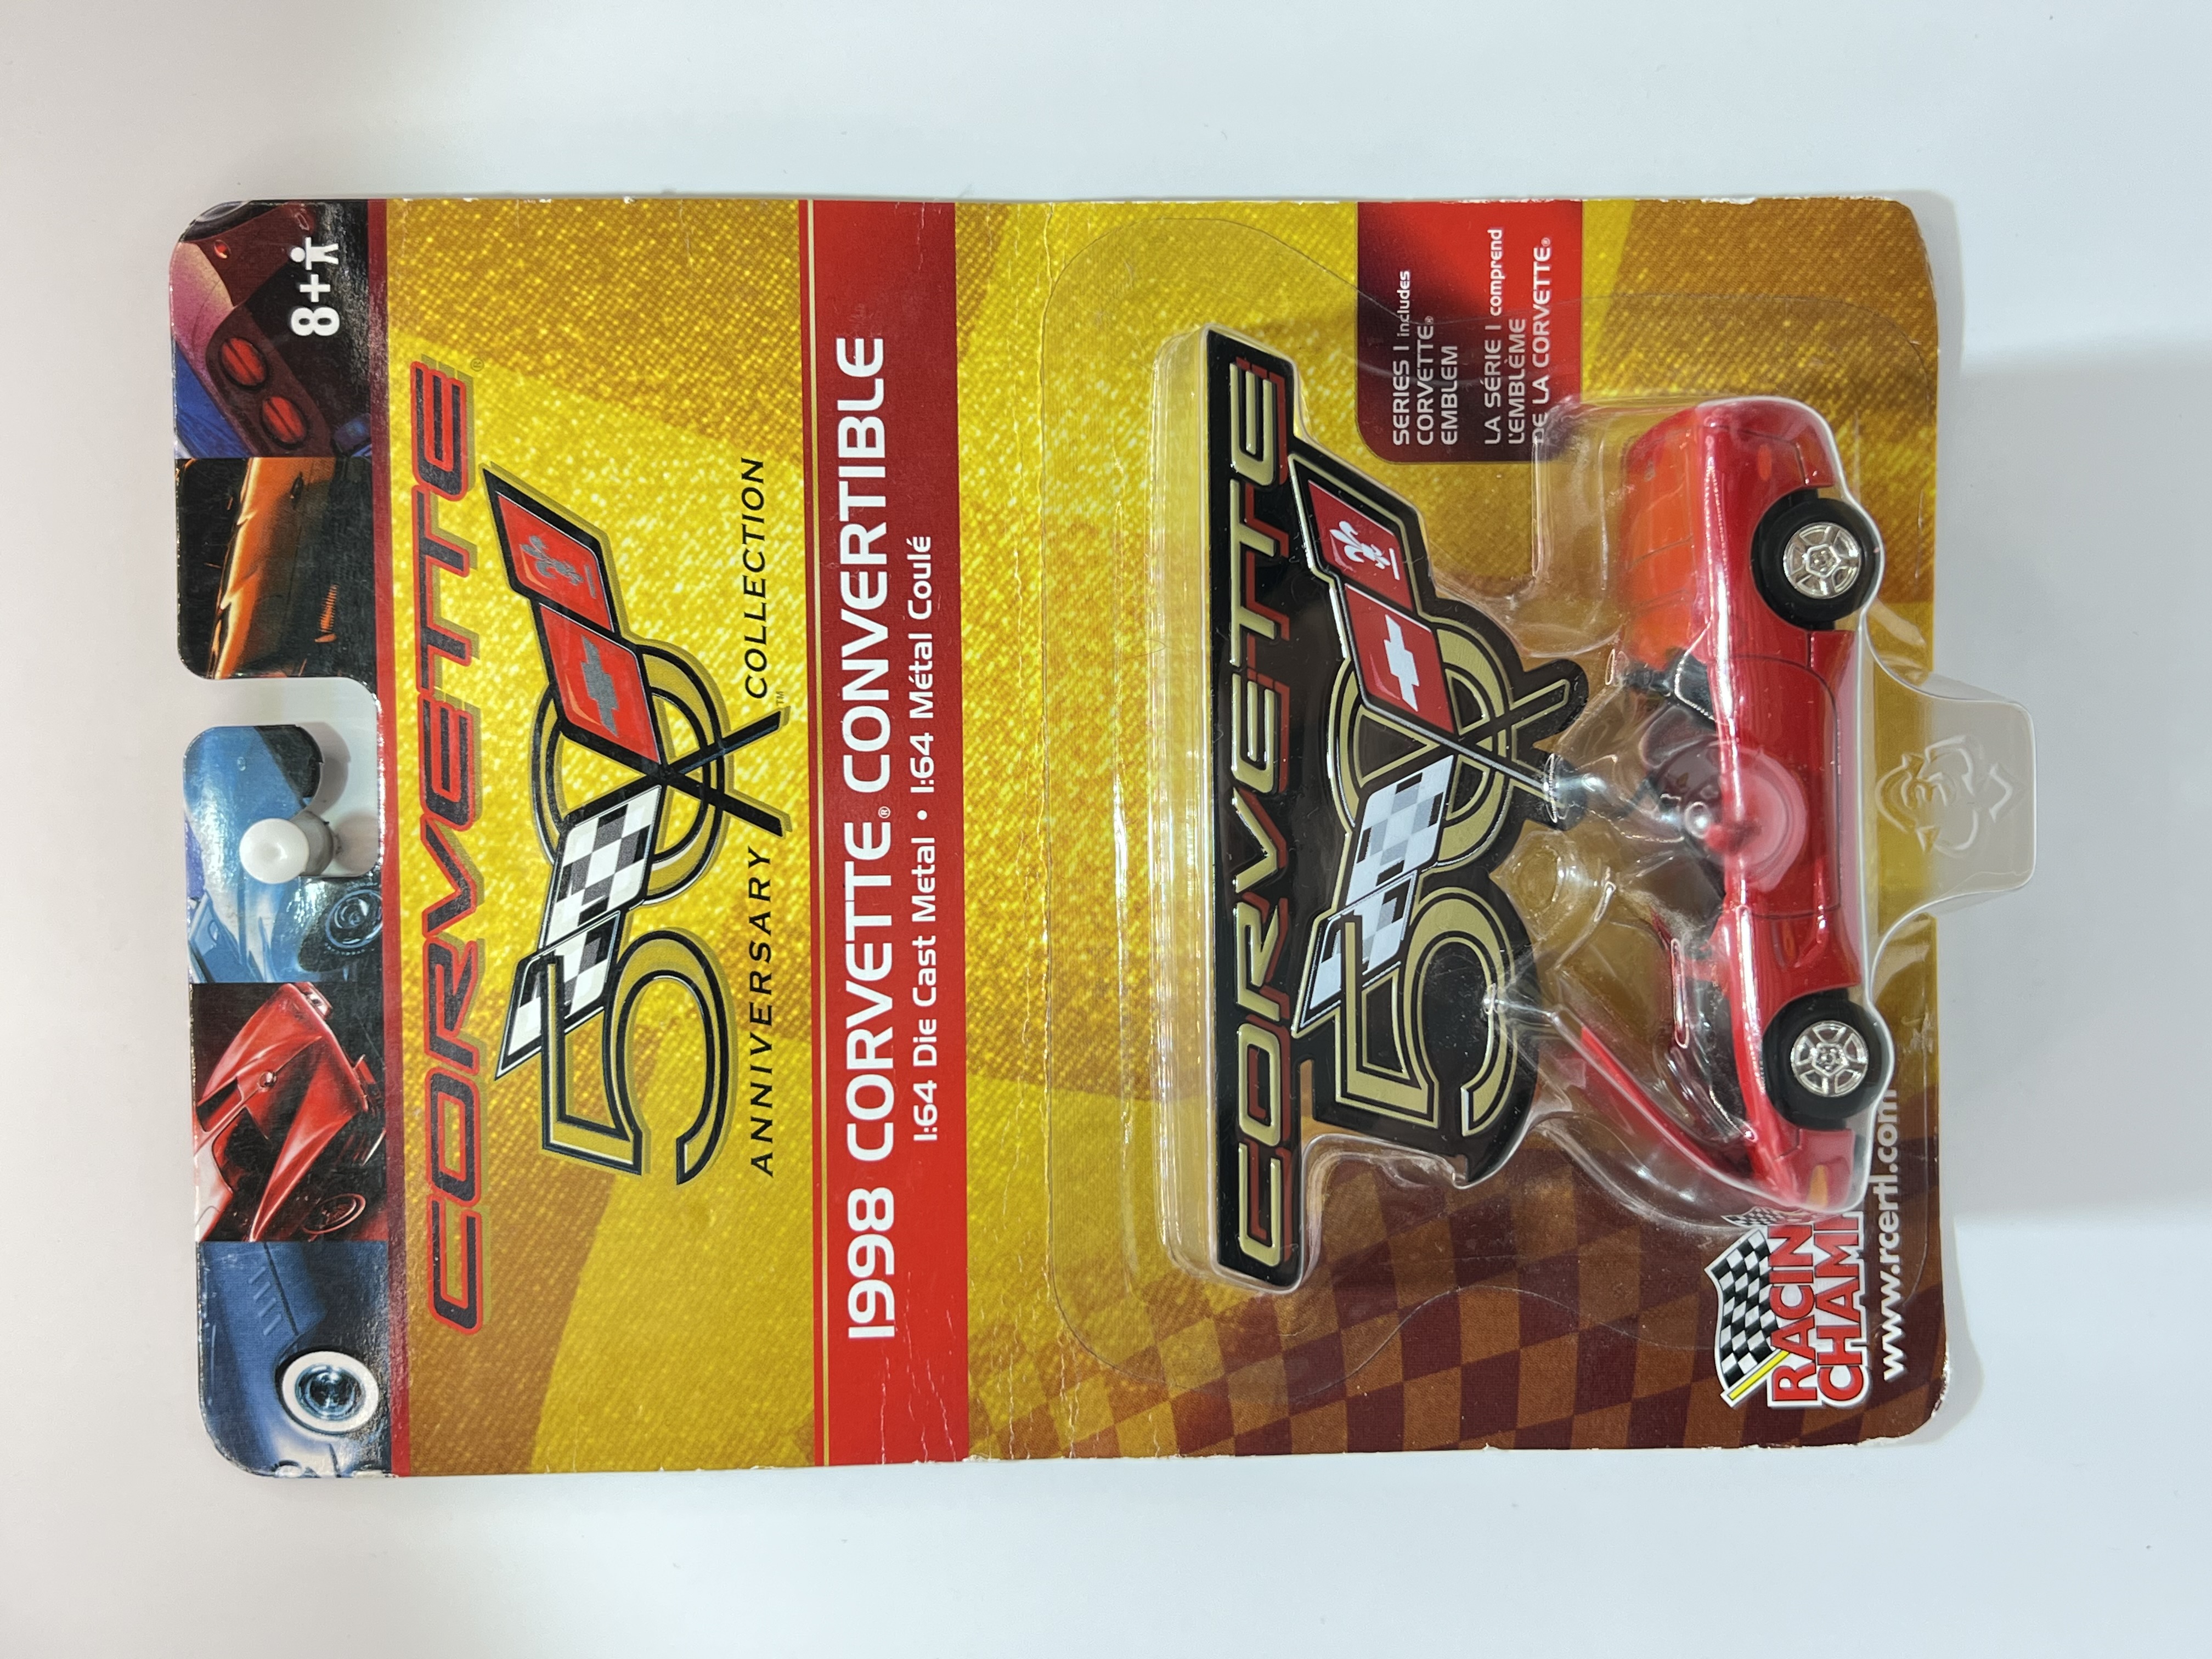 8+
CORVETTE®
50
ANNIVERSARY COLLECTION
™
1998 CORVETTE® CONVERTIBLE
1:64 Die Cast Metal • 1:64 Métal Coulé
SERIES I includes
CORVETTE®
EMBLEM
LA SÉRIE I comprend
L'EMBLÈME
DE LA CORVETTE®
CORVETTE
50
RACIN
CHAM
www.rcertl.com